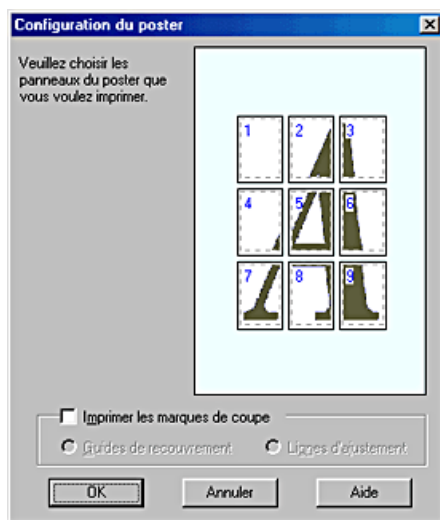 Configuration du poster
Veuillez choisir les
panneaux du poster que
vous voulez imprimer.
1 2 3
4 5 6
7 8 9
Imprimer les marques de coupe
Guides de recouvrement Lignes d'ajustement
OK Annuler Aide